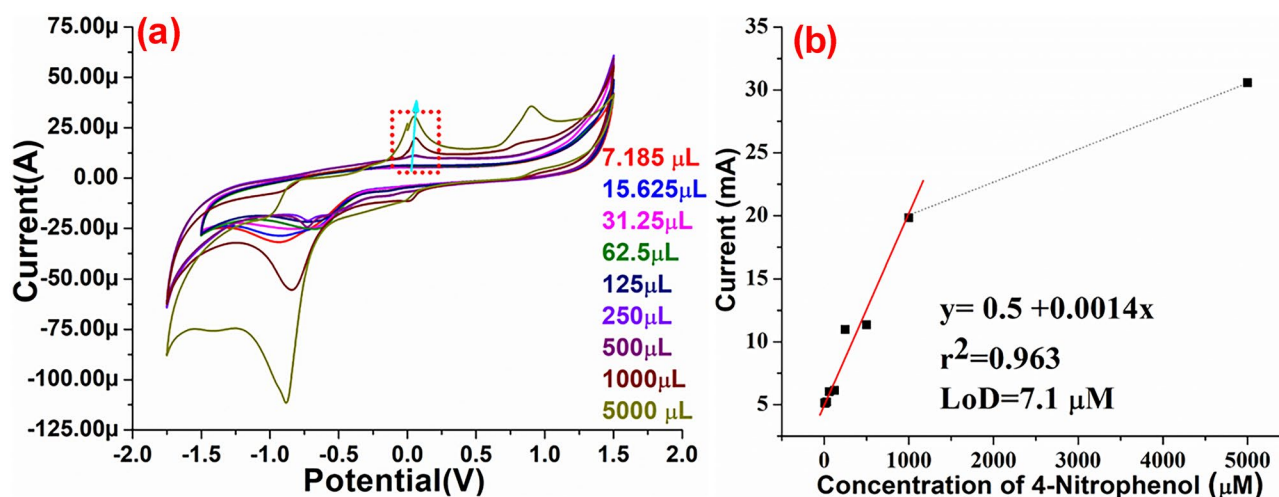 (a)
75.00µ
50.00µ
25.00µ
0.00
-25.00µ
-50.00µ
-75.00µ
-100.00µ
-125.00µ
Current(A)
-2.0 -1.5 -1.0 -0.5 0.0 0.5 1.0 1.5 2.0
Potential(V)
7.185 µL
15.625µL
31.25µL
62.5µL
125µL
250µL
500µL
1000µL
5000 µL
(b)
35
30
25
20
15
10
5
Current (mA)
y= 0.5 +0.0014x
r²=0.963
LoD=7.1 µM
0 1000 2000 3000 4000 5000
Concentration of 4-Nitrophenol (µM)